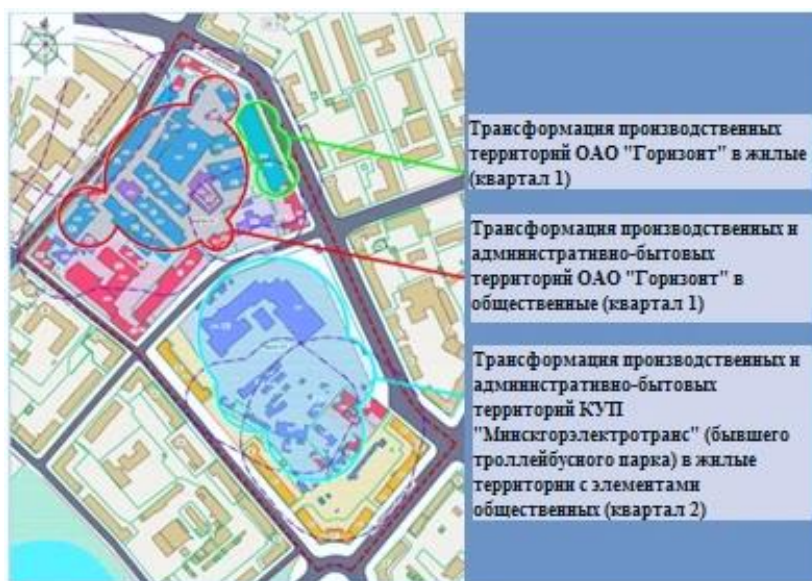 Трансформация производственных
территорий ОАО "Горизонт" в жилые
(квартал 1)
Трансформация производственных и
административно-бытовых
территорий ОАО "Горизонт" в
общественные (квартал 1)
Трансформация производственных и
административно-бытовых
территорий КУП
"Минскгорэлектротранс" (бывшего
троллейбусного парка) в жилые
территории с элементами
общественных (квартал 2)